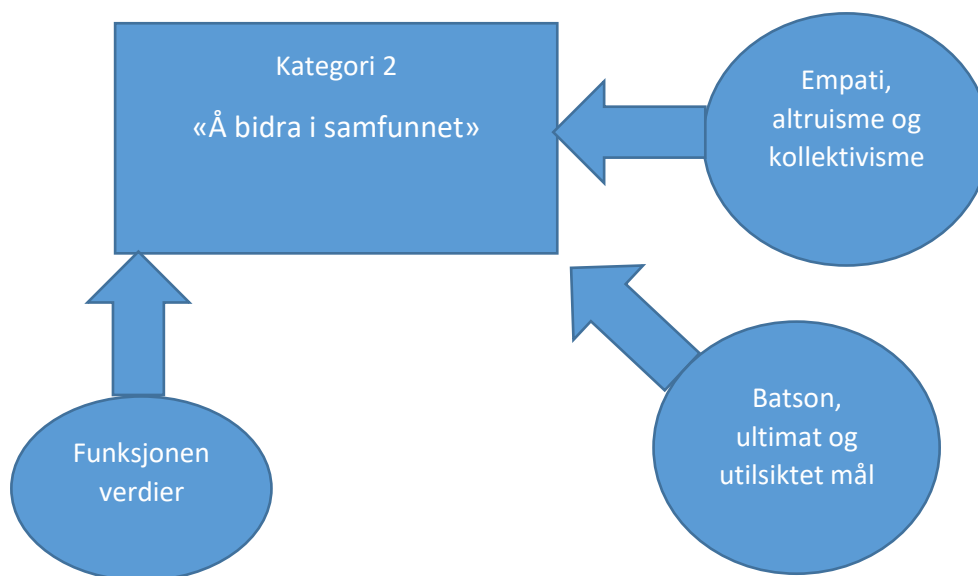 Kategori 2
«Å bidra i samfunnet»
Empati,
altruisme og
kollektivisme
Batson,
ultimat og
utilsiktet mål
Funksjonen
verdier